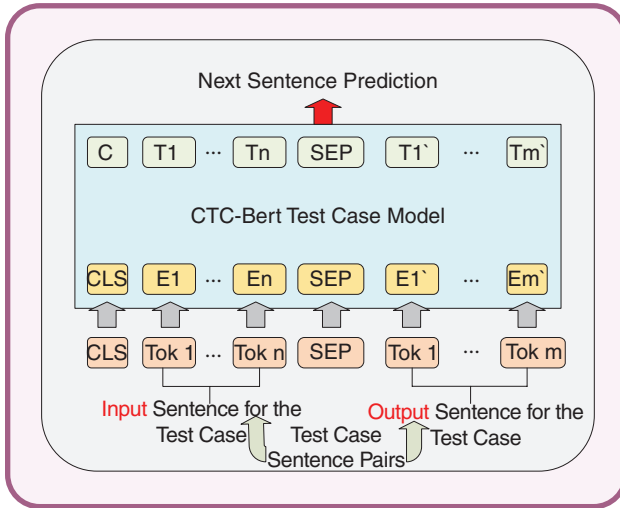 Next Sentence Prediction
C T1 ... Tn SEP T1` ... Tm`
CTC-Bert Test Case Model
CLS E1 ... En SEP E1` ... Em`
CLS Tok 1 ... Tok n SEP Tok 1 ... Tok m
Input Sentence for the
Test Case
Output Sentence for the
Test Case
Test Case
Sentence Pairs